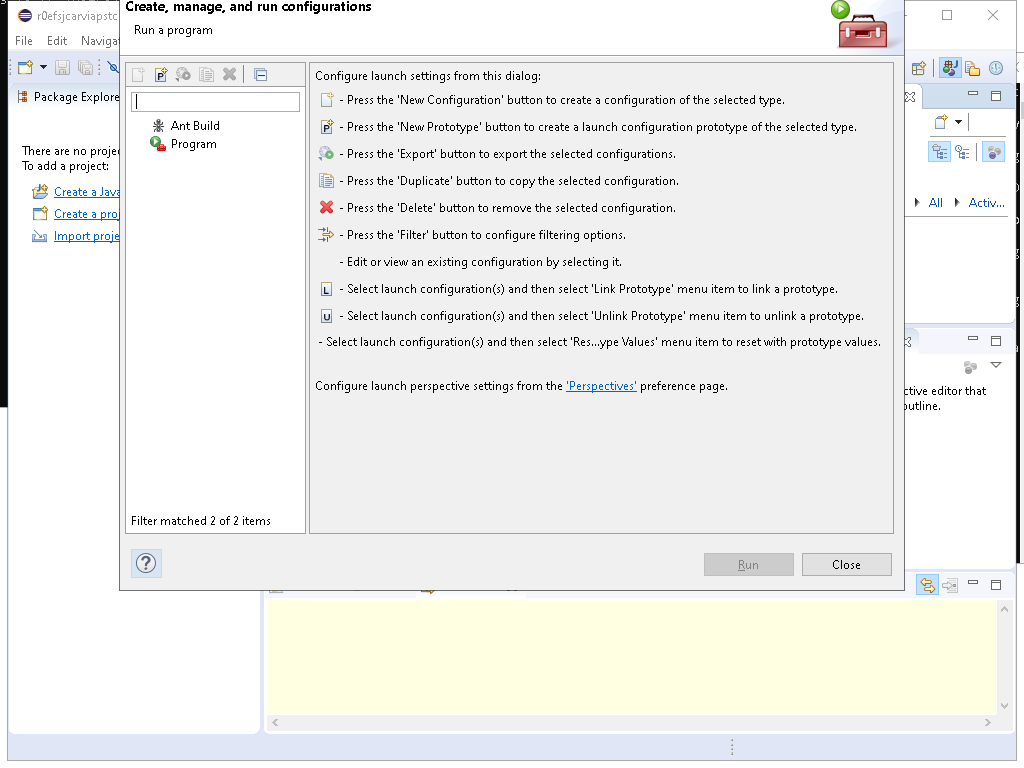 Create, manage, and run configurations
Run a program
r0efsjcarviapstc
File Edit Naviga
Package Explore
There are no proje
To add a project:
Create a Java
Create a proj
Import proje
Ant Build
Program
Filter matched 2 of 2 items
Configure launch settings from this dialog:
- Press the 'New Configuration' button to create a configuration of the selected type.
- Press the 'New Prototype' button to create a launch configuration prototype of the selected type.
- Press the 'Export' button to export the selected configurations.
- Press the 'Duplicate' button to copy the selected configuration.
- Press the 'Delete' button to remove the selected configuration.
- Press the 'Filter' button to configure filtering options.
- Edit or view an existing configuration by selecting it.
L - Select launch configuration(s) and then select 'Link Prototype' menu item to link a prototype.
U - Select launch configuration(s) and then select 'Unlink Prototype' menu item to unlink a prototype.
- Select launch configuration(s) and then select 'Res...ype Values' menu item to reset with prototype values.
Configure launch perspective settings from the 'Perspectives' preference page.
Run
Close
All
Activ...
ctive editor that
outline.